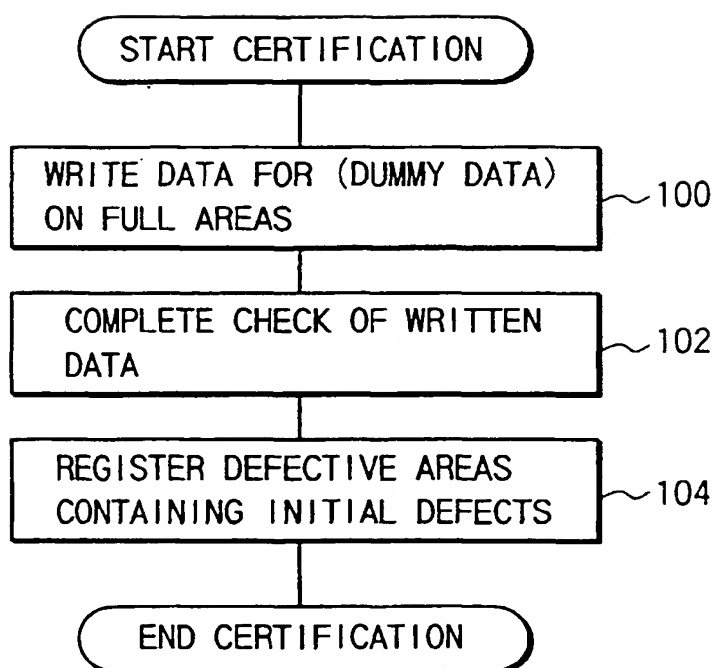 START CERTIFICATION
WRITE DATA FOR (DUMMY DATA)
ON FULL AREAS
100
COMPLETE CHECK OF WRITTEN
DATA
102
REGISTER DEFECTIVE AREAS
CONTAINING INITIAL DEFECTS
104
END CERTIFICATION